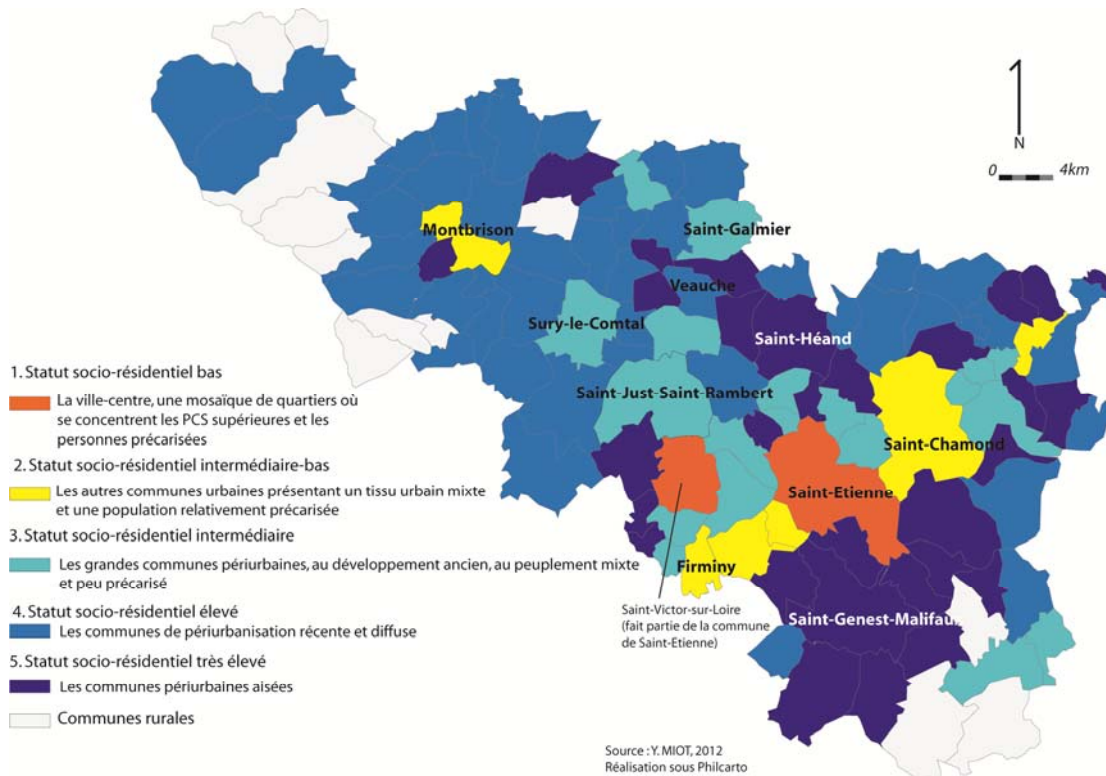 N
0 4km
Montbrison
Saint-Galmier
Veauche
Sury-le-Comtal
Saint-Héand
Saint-Just-Saint-Rambert
Saint-Chamond
Saint-Etienne
Firminy
Saint-Victor-sur-Loire
(fait partie de la commune
de Saint-Etienne)
Saint-Genest-Malifaux
1. Statut socio-résidentiel bas
La ville-centre, une mosaïque de quartiers où
se concentrent les PCS supérieures et les
personnes précarisées
2. Statut socio-résidentiel intermédiaire-bas
Les autres communes urbaines présentant un tissu urbain mixte
et une population relativement précarisée
3. Statut socio-résidentiel intermédiaire
Les grandes communes périurbaines, au développement ancien, au peuplement mixte
et peu précarisé
4. Statut socio-résidentiel élevé
Les communes de périurbanisation récente et diffuse
5. Statut socio-résidentiel très élevé
Les communes périurbaines aisées
Communes rurales
Source : Y. MIOT, 2012
Réalisation sous Philcarto